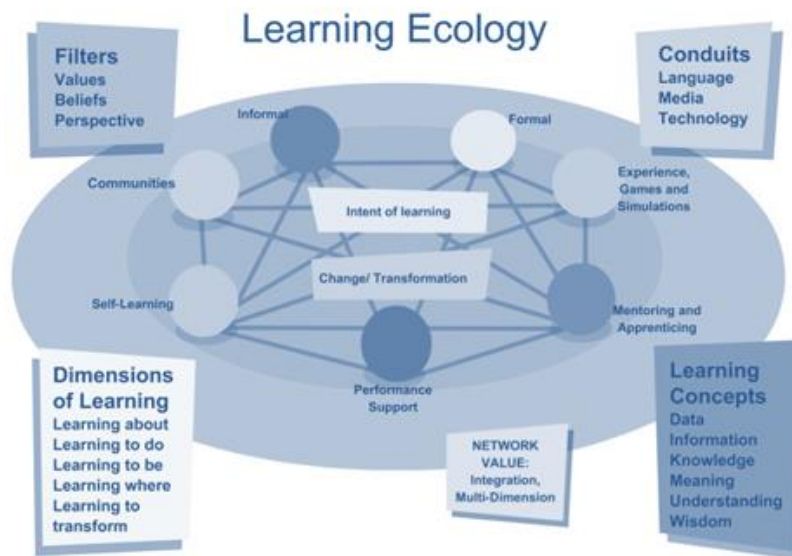 Learning Ecology
Filters
Values
Beliefs
Perspective
Conduits
Language
Media
Technology
Informal
Formal
Communities
Experience,
Games and
Simulations
Intent of learning
Change/ Transformation
Self-Learning
Mentoring and
Apprenticing
Performance
Support
Dimensions
of Learning
Learning about
Learning to do
Learning to be
Learning where
Learning to
transform
NETWORK
VALUE:
Integration,
Multi-Dimension
Learning
Concepts
Data
Information
Knowledge
Meaning
Understanding
Wisdom